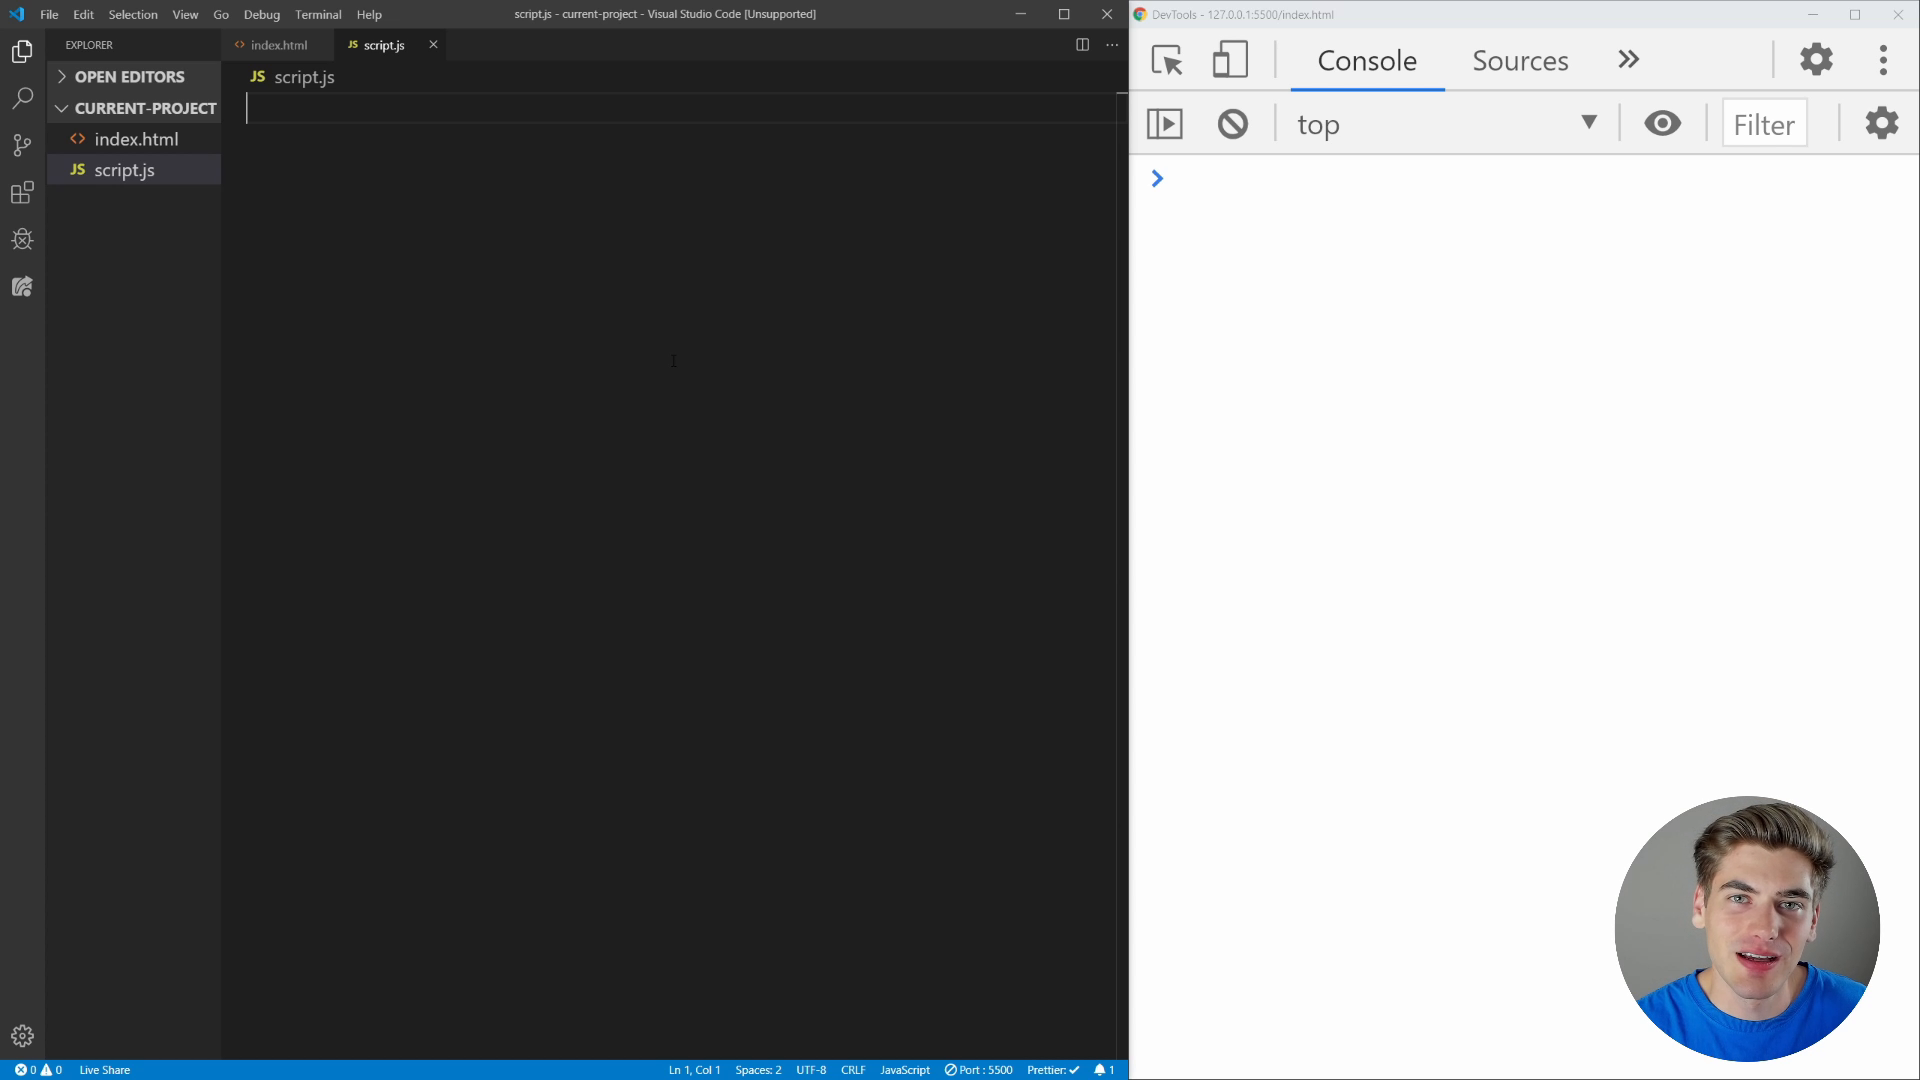 File Edit Selection View Go Debug Terminal Help
script.js - current-project - Visual Studio Code [Unsupported]
EXPLORER
OPEN EDITORS
CURRENT-PROJECT
<> index.html
JS script.js
<> index.html
JS script.js
JS script.js
0 0 Live Share
Ln 1, Col 1 Spaces: 2 UTF-8 CRLF JavaScript Port : 5500 Prettier: 1
DevTools - 127.0.0.1:5500/index.html
Console Sources
top
Filter